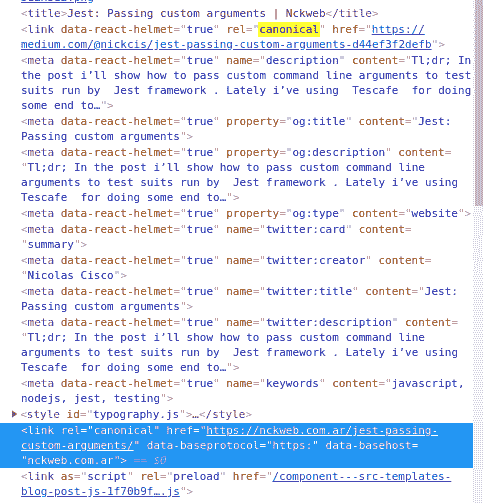 <title>Jest: Passing custom arguments | Nckweb</title>
<link data-react-helmet="true" rel="canonical" href="https://
medium.com/@nickcis/jest-passing-custom-arguments-d44ef3f2defb">
<meta data-react-helmet="true" name="description" content="Tl;dr; In
the post i’ll show how to pass custom command line arguments to test
suits run by  Jest framework . Lately i’ve using  Tescafe  for doing
some end to…">
<meta data-react-helmet="true" property="og:title" content="Jest:
Passing custom arguments">
<meta data-react-helmet="true" property="og:description" content=
"Tl;dr; In the post i’ll show how to pass custom command line
arguments to test suits run by  Jest framework . Lately i’ve using
Tescafe  for doing some end to…">
<meta data-react-helmet="true" property="og:type" content="website">
<meta data-react-helmet="true" name="twitter:card" content=
"summary">
<meta data-react-helmet="true" name="twitter:creator" content=
"Nicolas Cisco">
<meta data-react-helmet="true" name="twitter:title" content="Jest:
Passing custom arguments">
<meta data-react-helmet="true" name="twitter:description" content=
"Tl;dr; In the post i’ll show how to pass custom command line
arguments to test suits run by  Jest framework . Lately i’ve using
Tescafe  for doing some end to…">
<meta data-react-helmet="true" name="keywords" content="javascript,
nodejs, jest, testing">
<style id="typography.js">…</style>
<link rel="canonical" href="https://nckweb.com.ar/jest-passing-
custom-arguments/" data-baseprotocol="https:" data-basehost=
"nckweb.com.ar"> == $0
<link as="script" rel="preload" href="/component---src-templates-
blog-post-js-1f70b9f….js">